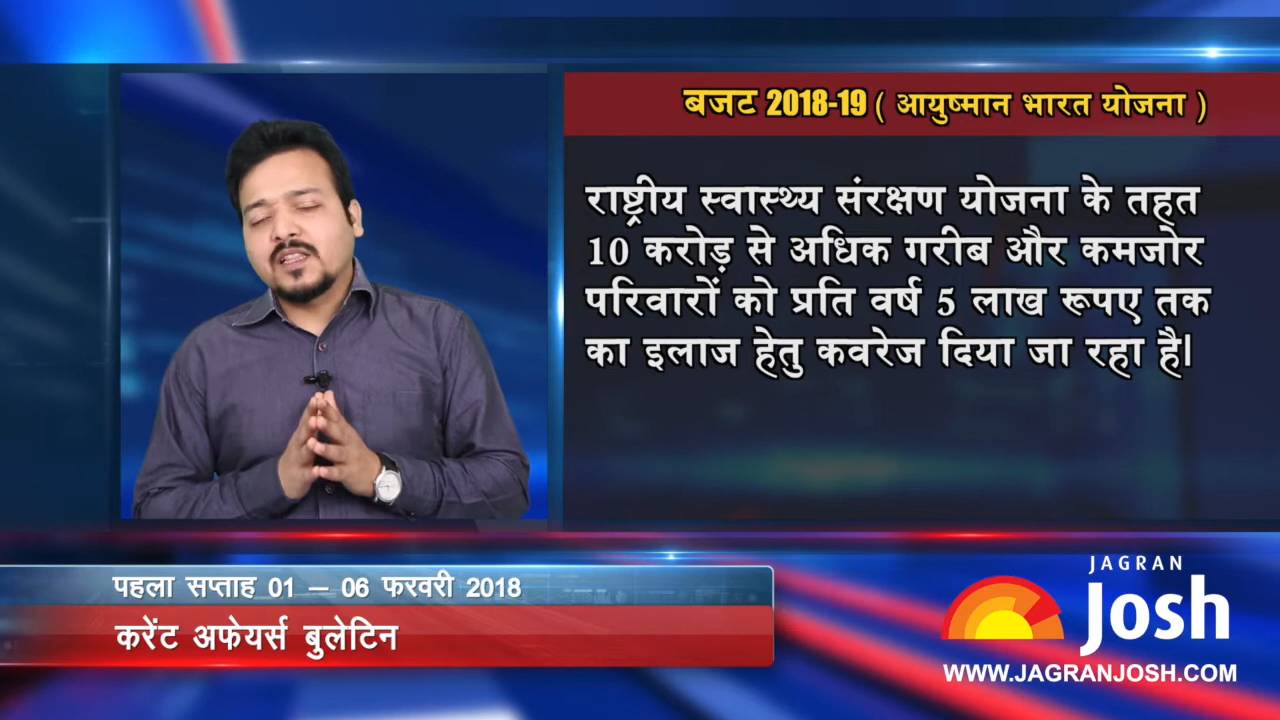 बजट 2018-19 ( आयुष्मान भारत योजना )
राष्ट्रीय स्वास्थ्य संरक्षण योजना के तहत
10 करोड़ से अधिक गरीब और कमजोर
परिवारों को प्रति वर्ष 5 लाख रूपए तक
का इलाज हेतु कवरेज दिया जा रहा है।
पहला सप्ताह 01 – 06 फरवरी 2018
करेंट अफेयर्स बुलेटिन
JAGRAN
Josh
WWW.JAGRANJOSH.COM